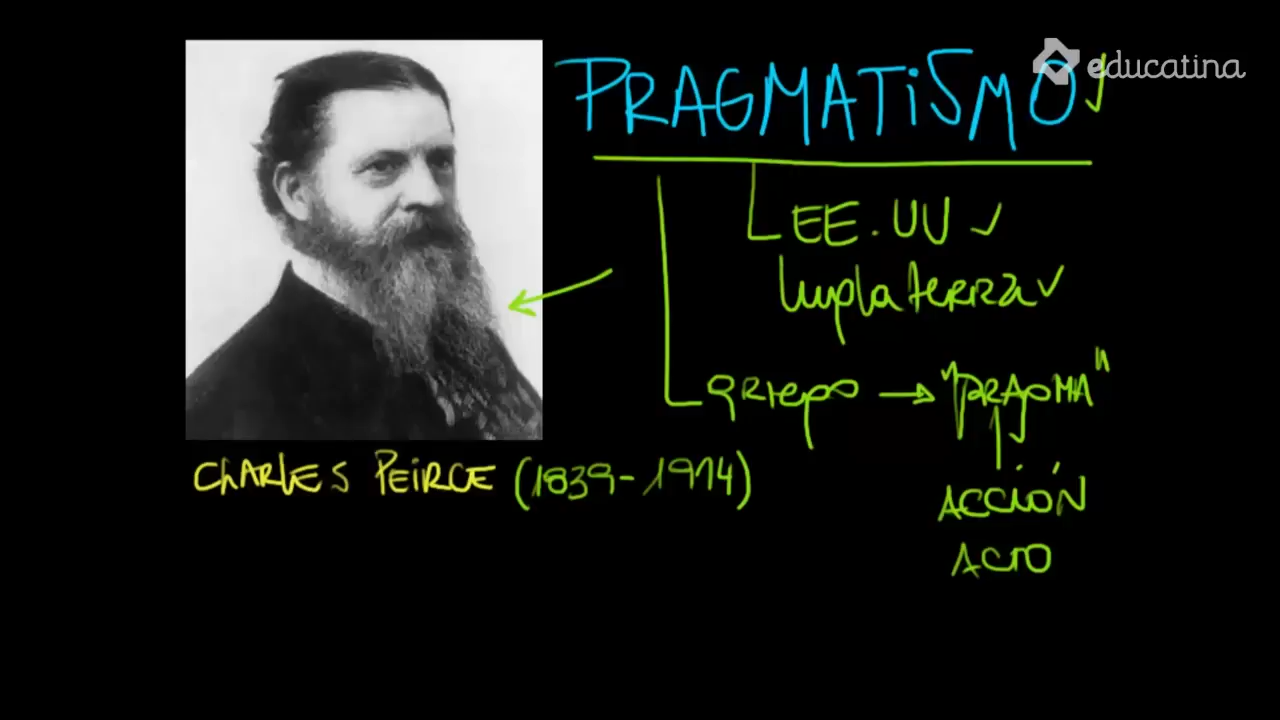 educatina
PRAGMATiSMO
EE.UU
Inglaterra
griego → "PRAgMA"
CHARLES PEIRCE (1839-1914)
ACCIÓN
ACTO